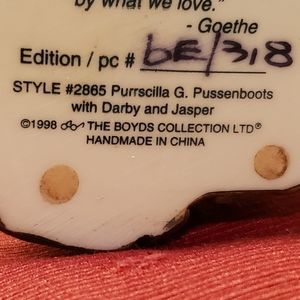 by what we love."
- Goethe
Edition / pc # 6E/318
STYLE #2865 Purrscilla G. Pussenboots
with Darby and Jasper
©1998 THE BOYDS COLLECTION LTD®
HANDMADE IN CHINA